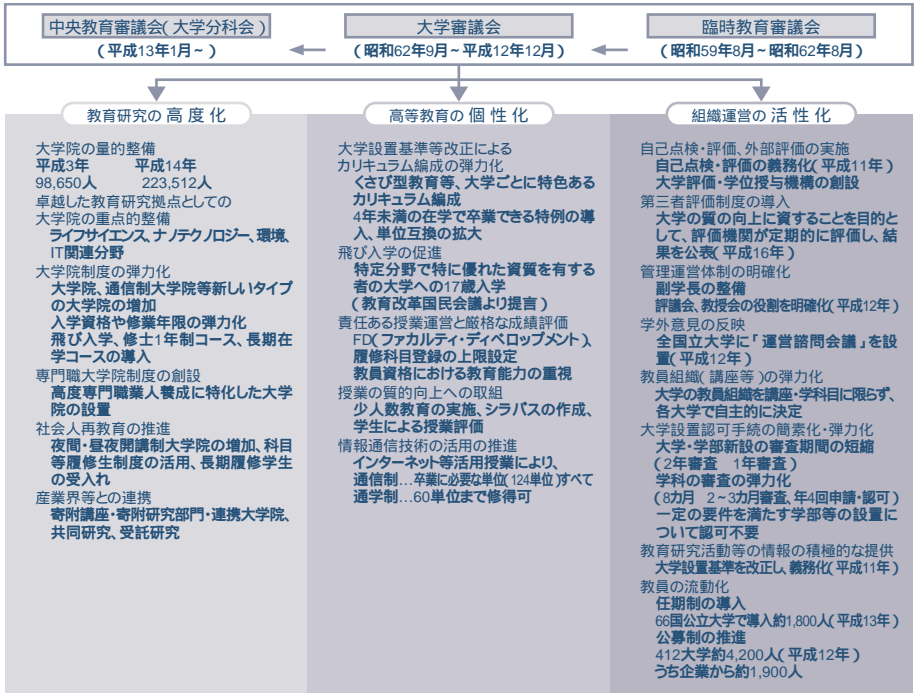 中央教育審議会(大学分科会)
(平成13年1月~)
大学審議会
(昭和62年9月~平成12年12月)
臨時教育審議会
(昭和59年8月~昭和62年8月)
教育研究の高度化
大学院の量的整備
平成3年 平成14年
98,650人 223,512人
卓越した教育研究拠点としての
大学院の重点的整備
ライフサイエンス、ナノテクノロジー、環境、
IT関連分野
大学院制度の弾力化
大学院、通信制大学院等新しいタイプ
の大学院の増加
入学資格や修業年限の弾力化
飛び入学、修士1年制コース、長期在
学コースの導入
専門職大学院制度の創設
高度専門職業人養成に特化した大学
院の設置
社会人再教育の推進
夜間・昼夜開講制大学院の増加、科目
等履修生制度の活用、長期履修学生
の受入れ
産業界等との連携
寄附講座・寄附研究部門・連携大学院、
共同研究、受託研究
高等教育の個性化
大学設置基準等改正による
カリキュラム編成の弾力化
くさび型教育等、大学ごとに特色ある
カリキュラム編成
4年未満の在学で卒業できる特例の導
入、単位互換の拡大
飛び入学の促進
特定分野で特に優れた資質を有する
者の大学への17歳入学
(教育改革国民会議より提言)
責任ある授業運営と厳格な成績評価
FD(ファカルティ・ディベロップメント)、
履修科目登録の上限設定
教員資格における教育能力の重視
授業の質的向上への取組
少人数教育の実施、シラバスの作成、
学生による授業評価
情報通信技術の活用の推進
インターネット等活用授業により、
通信制…卒業に必要な単位(124単位)すべて
通学制…60単位まで修得可
組織運営の活性化
自己点検・評価、外部評価の実施
自己点検・評価の義務化(平成11年)
大学評価・学位授与機構の創設
第三者評価制度の導入
大学の質の向上に資することを目的と
して、評価機関が定期的に評価し、結
果を公表(平成16年)
管理運営体制の明確化
副学長の整備
評議会、教授会の役割を明確化(平成12年)
学外意見の反映
全国立大学に「運営諮問会議」を設
置(平成12年)
教員組織(講座等)の弾力化
大学の教員組織を講座・学科目に限らず、
各大学で自主的に決定
大学設置認可手続の簡素化・弾力化
大学・学部新設の審査期間の短縮
(2年審査 1年審査)
学科の審査の弾力化
(8カ月 2~3カ月審査、年4回申請・認可)
一定の要件を満たす学部等の設置に
ついて認可不要
教育研究活動等の情報の積極的な提供
大学設置基準を改正し、義務化(平成11年)
教員の流動化
任期制の導入
66国公立大学で導入約1,800人(平成13年)
公募制の推進
412大学約4,200人(平成12年)
うち企業から約1,900人